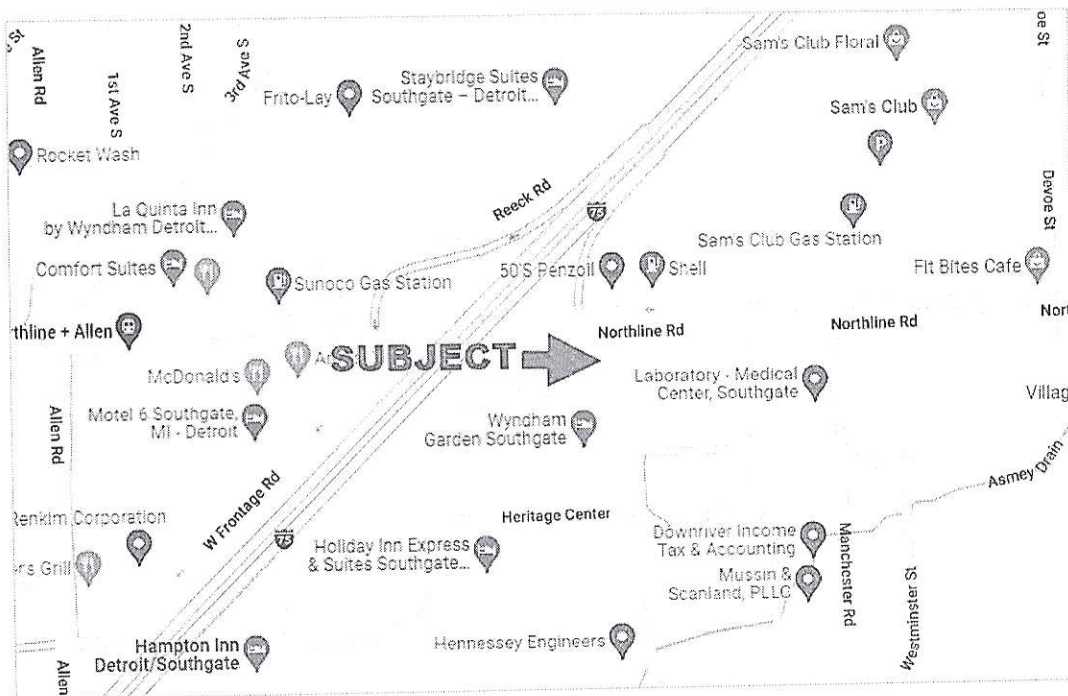 Allen Rd
1st Ave S
2nd Ave S
3rd Ave S
Frito-Lay
Staybridge Suites
Southgate – Detroit...
Sam's Club Floral
oe St
Sam's Club
Rocket Wash
Devoe St
La Quinta Inn
by Wyndham Detroit...
Reeck Rd
75
P
Sam's Club Gas Station
Comfort Suites
Sunoco Gas Station
50'S Penzoil
Shell
Fit Bites Cafe
rthline + Allen
Northline Rd
Northline Rd
Nort
SUBJECT
McDonald's
Laboratory - Medical
Center, Southgate
Motel 6 Southgate,
MI - Detroit
Wyndham
Garden Southgate
Villag
Allen Rd
W Frontage Rd
Asmey Drain
Renkim Corporation
Heritage Center
Downriver Income
Tax & Accounting
Manchester Rd
75
er's Grill
Holiday Inn Express
& Suites Southgate...
Mussin &
Scanland, PLLC
Westminster St
Hampton Inn
Detroit/Southgate
Hennessey Engineers
Allen